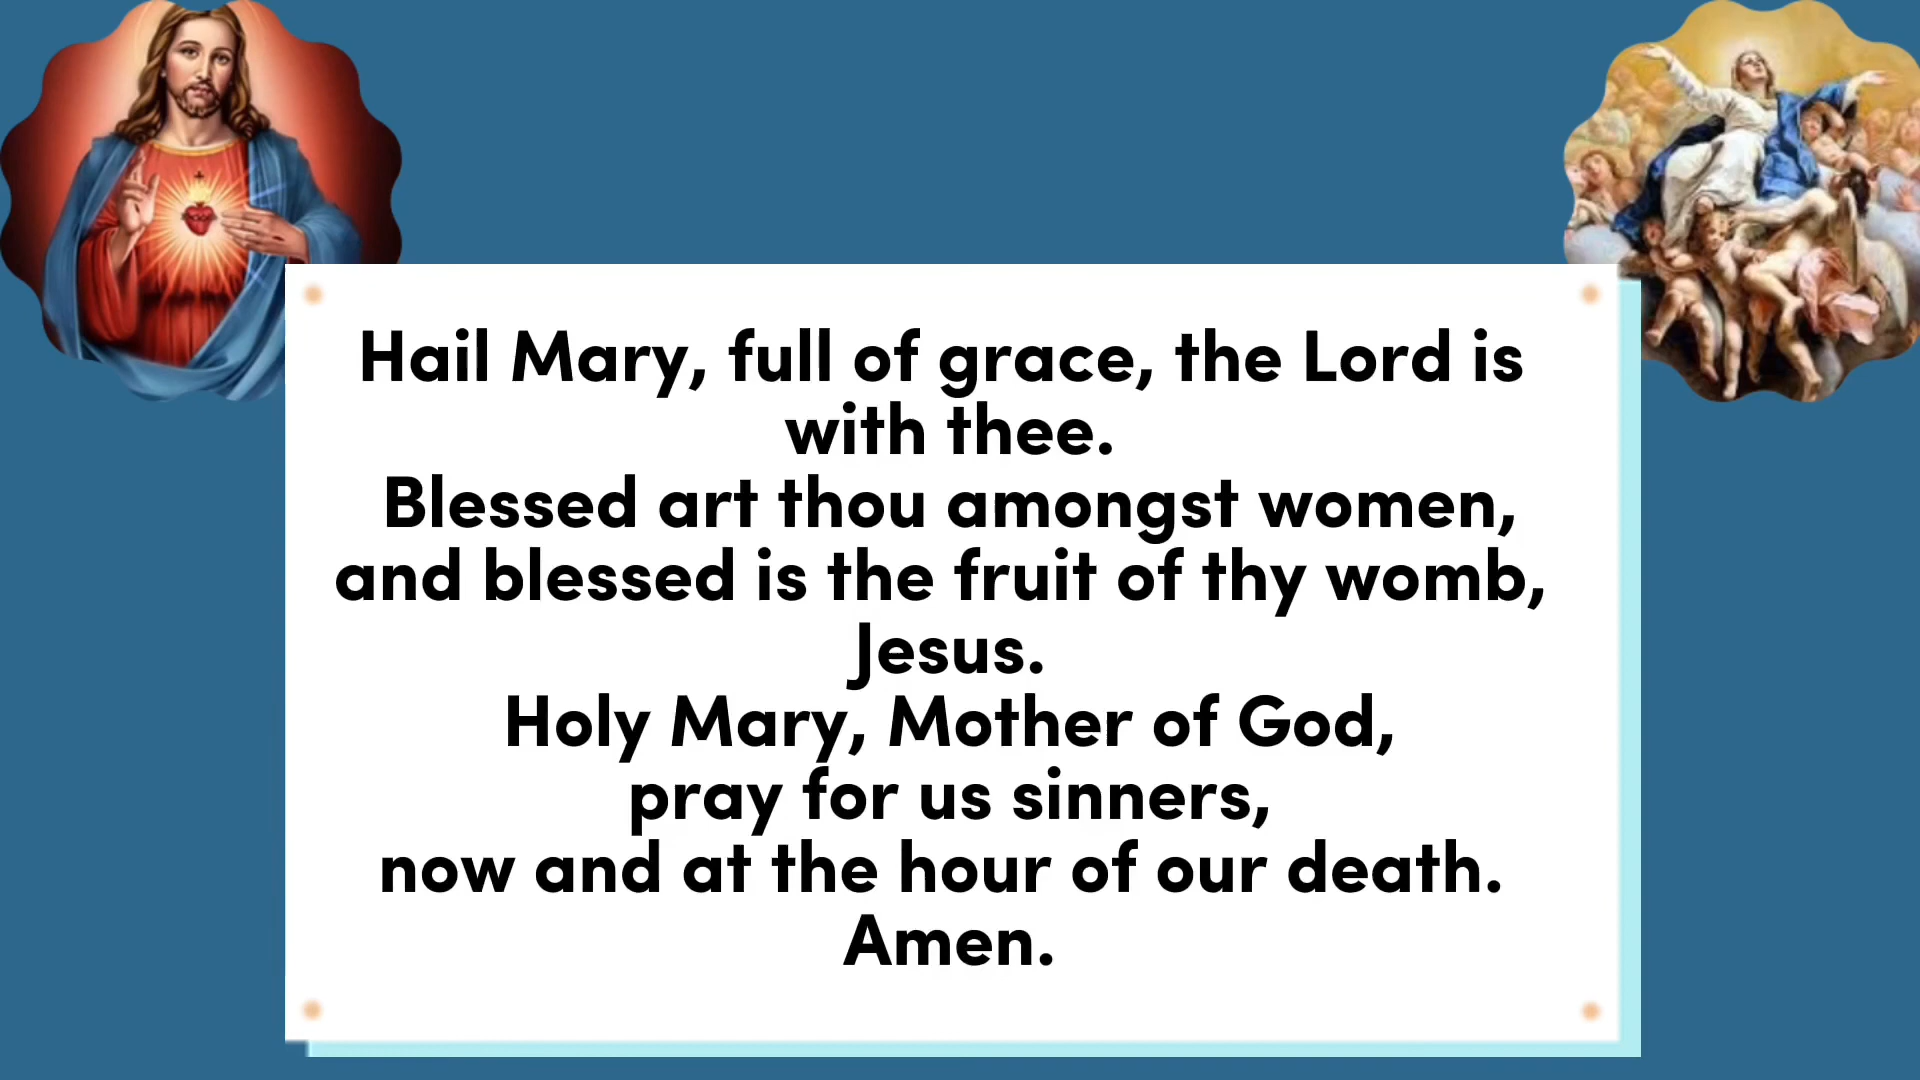 Hail Mary, full of grace, the Lord is
with thee.
Blessed art thou amongst women,
and blessed is the fruit of thy womb,
Jesus.
Holy Mary, Mother of God,
pray for us sinners,
now and at the hour of our death.
Amen.